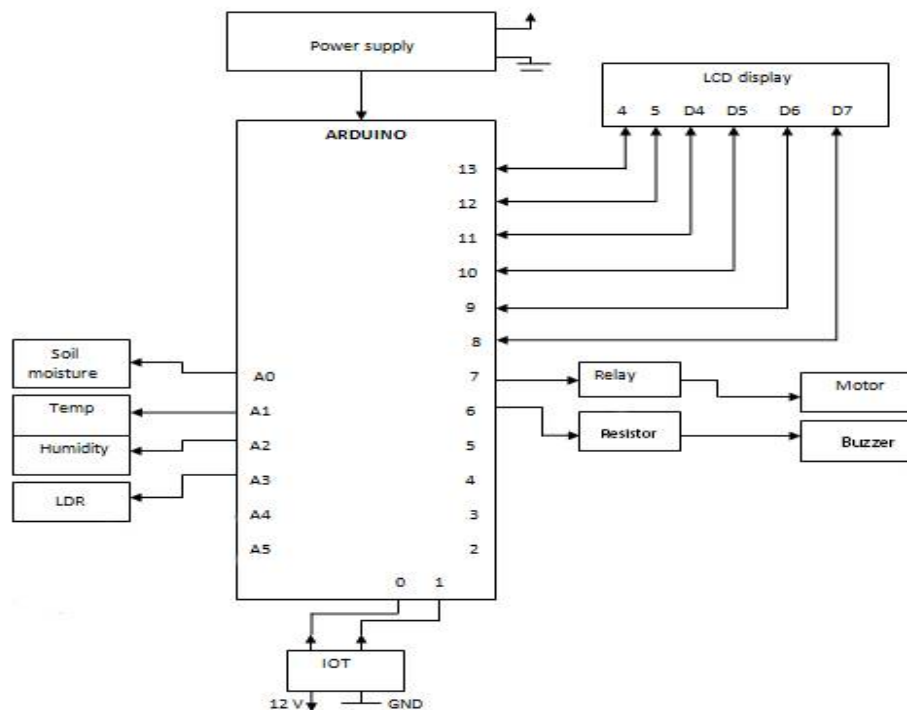 Power supply
LCD display
4 5 D4 D5 D6 D7
ARDUINO
13
12
11
10
9
8
7
6
5
4
3
2
A0
A1
A2
A3
A4
A5
0 1
Soil
moisture
Temp
Humidity
LDR
Relay
Motor
Resistor
Buzzer
IOT
12 V
GND